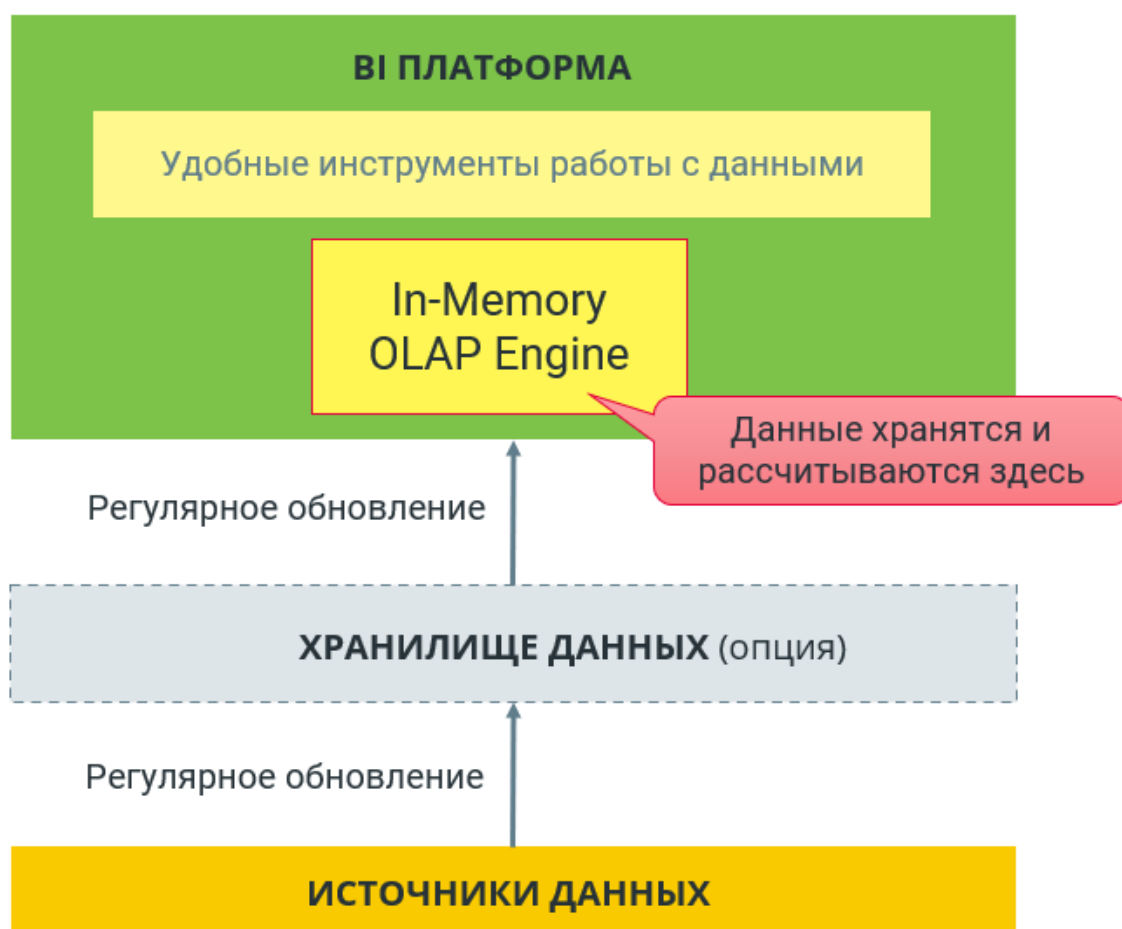 BI ПЛАТФОРМА
Удобные инструменты работы с данными
In-Memory
OLAP Engine
Данные хранятся и
рассчитываются здесь
Регулярное обновление
ХРАНИЛИЩЕ ДАННЫХ (опция)
Регулярное обновление
ИСТОЧНИКИ ДАННЫХ